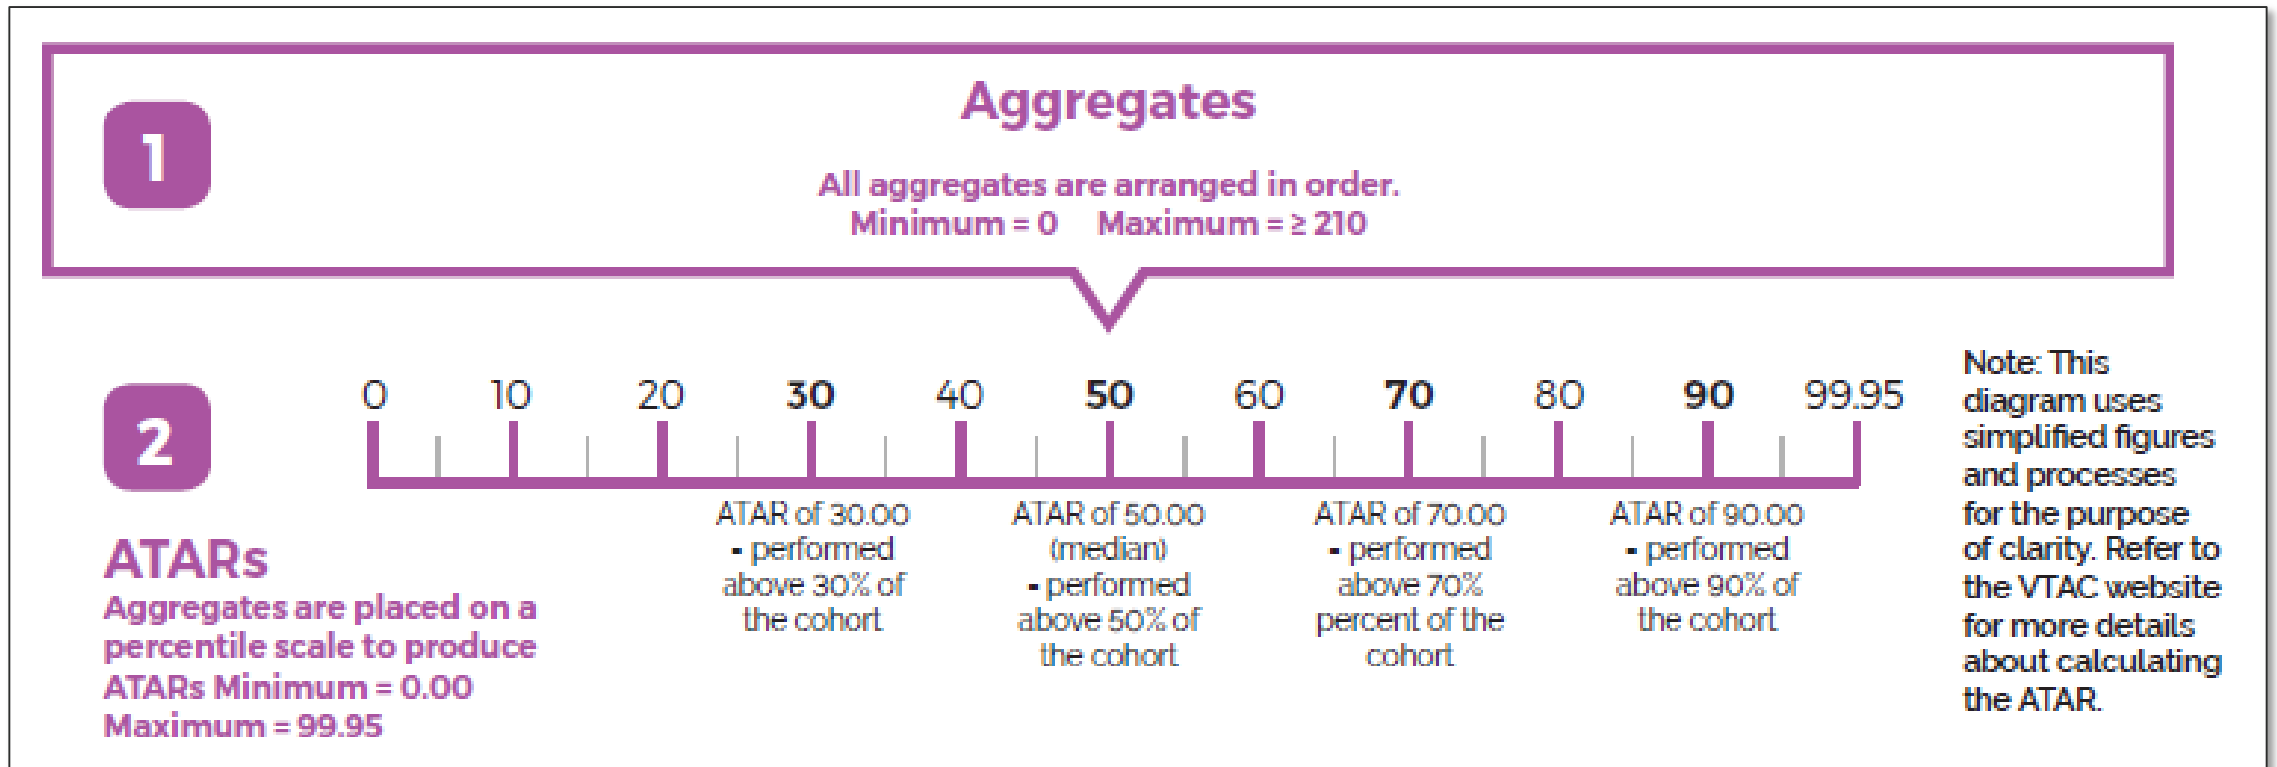 1
Aggregates
All aggregates are arranged in order.
Minimum = 0 Maximum = ≥ 210
2
0 10 20 30 40 50 60 70 80 90 99.95
ATARs
Aggregates are placed on a
percentile scale to produce
ATARs Minimum = 0.00
Maximum = 99.95
ATAR of 30.00
- performed
above 30% of
the cohort
ATAR of 50.00
(median)
- performed
above 50% of
the cohort
ATAR of 70.00
- performed
above 70%
percent of the
cohort
ATAR of 90.00
- performed
above 90% of
the cohort
Note: This
diagram uses
simplified figures
and processes
for the purpose
of clarity. Refer to
the VTAC website
for more details
about calculating
the ATAR.